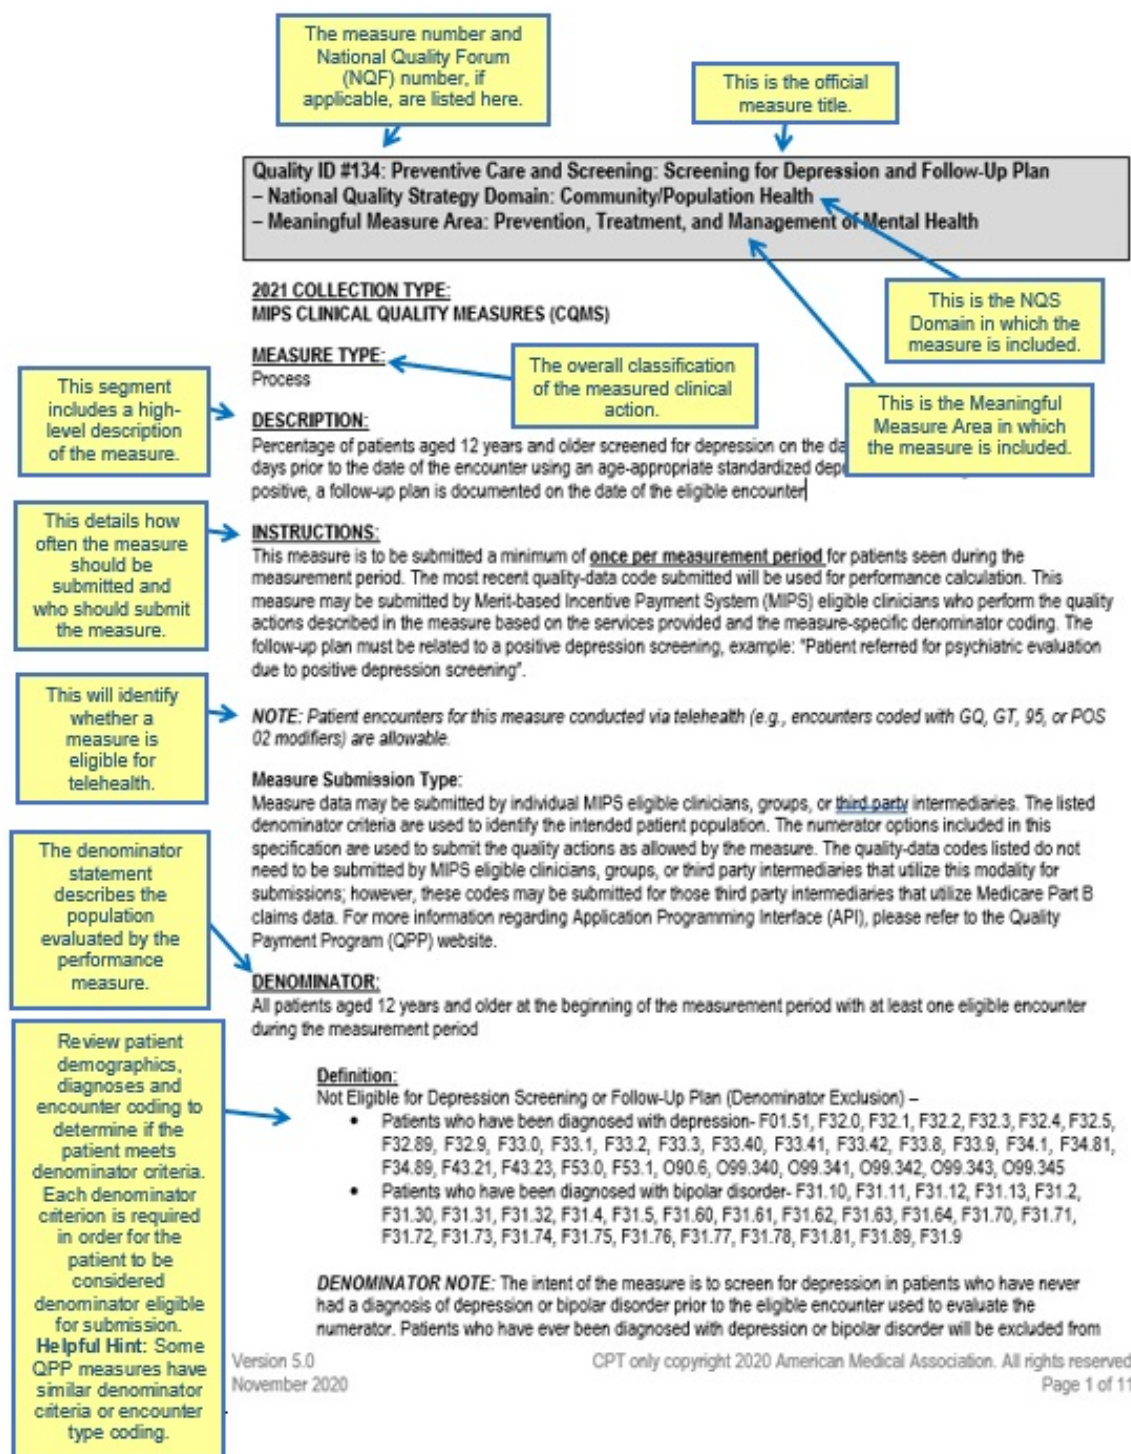 The measure number and
National Quality Forum
(NQF) number, if
applicable, are listed here.
This is the official
measure title.
Quality ID #134: Preventive Care and Screening: Screening for Depression and Follow-Up Plan
– National Quality Strategy Domain: Community/Population Health
– Meaningful Measure Area: Prevention, Treatment, and Management of Mental Health
This is the NQS
Domain in which the
measure is included.
2021 COLLECTION TYPE:
MIPS CLINICAL QUALITY MEASURES (CQMS)
MEASURE TYPE:
Process
The overall classification
of the measured clinical
action.
This is the Meaningful
Measure Area in which
the measure is included.
This segment
includes a high-
level description
of the measure.
DESCRIPTION:
Percentage of patients aged 12 years and older screened for depression on the da
days prior to the date of the encounter using an age-appropriate standardized dep
positive, a follow-up plan is documented on the date of the eligible encounter
This details how
often the measure
should be
submitted and
who should submit
the measure.
INSTRUCTIONS:
This measure is to be submitted a minimum of once per measurement period for patients seen during the
measurement period. The most recent quality-data code submitted will be used for performance calculation. This
measure may be submitted by Merit-based Incentive Payment System (MIPS) eligible clinicians who perform the quality
actions described in the measure based on the services provided and the measure-specific denominator coding. The
follow-up plan must be related to a positive depression screening, example: "Patient referred for psychiatric evaluation
due to positive depression screening".
This will identify
whether a
measure is
eligible for
telehealth.
NOTE: Patient encounters for this measure conducted via telehealth (e.g., encounters coded with GQ, GT, 95, or POS
02 modifiers) are allowable.
Measure Submission Type:
Measure data may be submitted by individual MIPS eligible clinicians, groups, or third party intermediaries. The listed
denominator criteria are used to identify the intended patient population. The numerator options included in this
specification are used to submit the quality actions as allowed by the measure. The quality-data codes listed do not
need to be submitted by MIPS eligible clinicians, groups, or third party intermediaries that utilize this modality for
submissions; however, these codes may be submitted for those third party intermediaries that utilize Medicare Part B
claims data. For more information regarding Application Programming Interface (API), please refer to the Quality
Payment Program (QPP) website.
The denominator
statement
describes the
population
evaluated by the
performance
measure.
DENOMINATOR:
All patients aged 12 years and older at the beginning of the measurement period with at least one eligible encounter
during the measurement period
Review patient
demographics,
diagnoses and
encounter coding to
determine if the
patient meets
denominator criteria.
Each denominator
criterion is required
in order for the
patient to be
considered
denominator eligible
for submission.
Helpful Hint: Some
QPP measures have
similar denominator
criteria or encounter
type coding.
Definition:
Not Eligible for Depression Screening or Follow-Up Plan (Denominator Exclusion) –
• Patients who have been diagnosed with depression- F01.51, F32.0, F32.1, F32.2, F32.3, F32.4, F32.5,
F32.89, F32.9, F33.0, F33.1, F33.2, F33.3, F33.40, F33.41, F33.42, F33.8, F33.9, F34.1, F34.81,
F34.89, F43.21, F43.23, F53.0, F53.1, O90.6, O99.340, O99.341, O99.342, O99.343, O99.345
• Patients who have been diagnosed with bipolar disorder- F31.10, F31.11, F31.12, F31.13, F31.2,
F31.30, F31.31, F31.32, F31.4, F31.5, F31.60, F31.61, F31.62, F31.63, F31.64, F31.70, F31.71,
F31.72, F31.73, F31.74, F31.75, F31.76, F31.77, F31.78, F31.81, F31.89, F31.9
DENOMINATOR NOTE: The intent of the measure is to screen for depression in patients who have never
had a diagnosis of depression or bipolar disorder prior to the eligible encounter used to evaluate the
numerator. Patients who have ever been diagnosed with depression or bipolar disorder will be excluded from
Version 5.0
November 2020
CPT only copyright 2020 American Medical Association. All rights reserved
Page 1 of 11